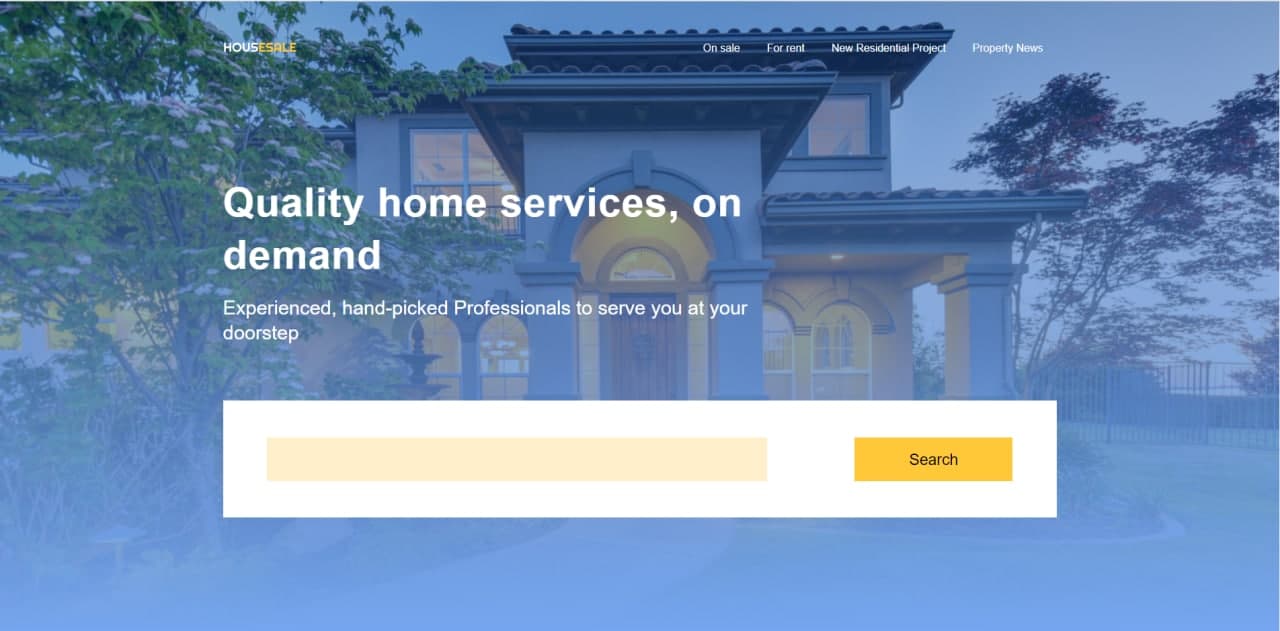 HOUSESALE
On sale For rent New Residential Project Property News
Quality home services, on
demand
Experienced, hand-picked Professionals to serve you at your
doorstep
Search